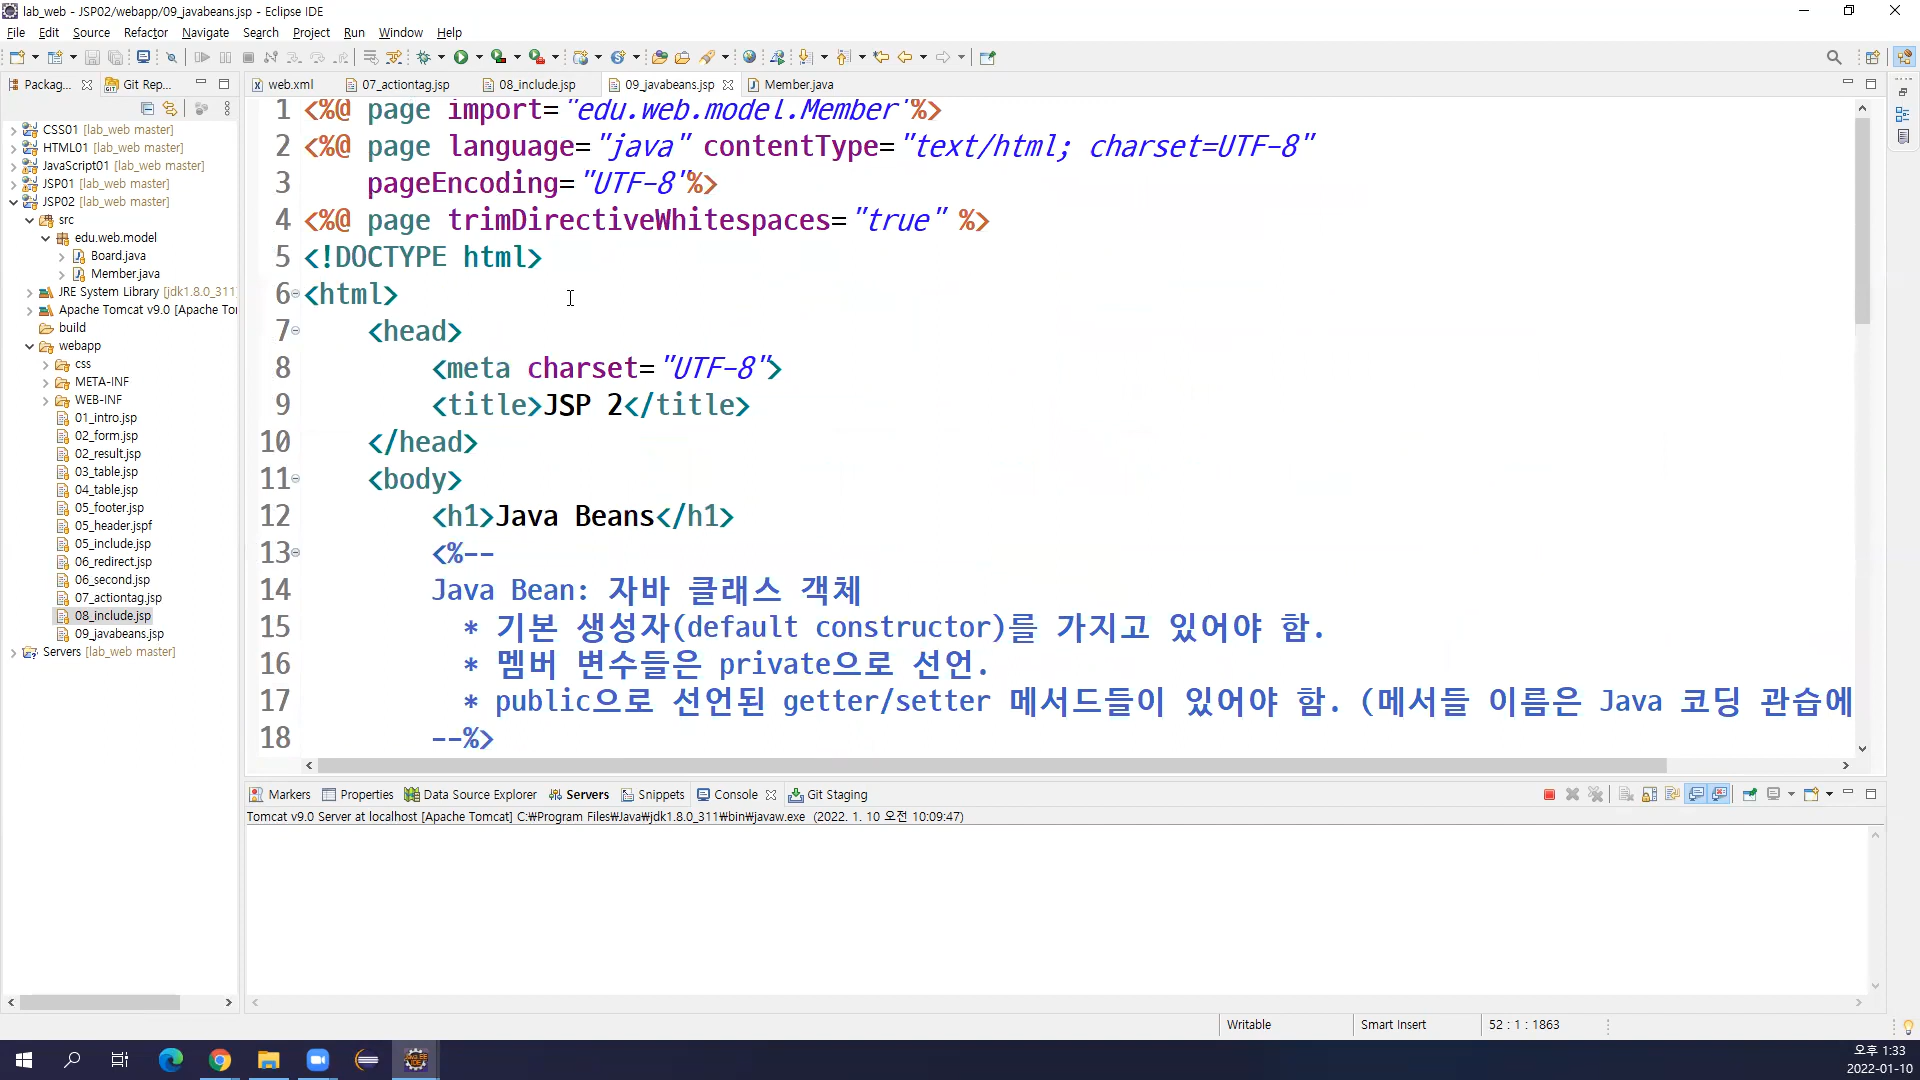 lab_web - JSP02/webapp/09_javabeans.jsp - Eclipse IDE
File Edit Source Refactor Navigate Search Project Run Window Help
Packag... Git Rep...
web.xml 07_actiontag.jsp 08_include.jsp 09_javabeans.jsp Member.java
CSS01 [lab_web master]
HTML01 [lab_web master]
JavaScript01 [lab_web master]
JSP01 [lab_web master]
JSP02 [lab_web master]
src
edu.web.model
Board.java
Member.java
JRE System Library [jdk1.8.0_311]
Apache Tomcat v9.0 [Apache To
build
webapp
css
META-INF
WEB-INF
01_intro.jsp
02_form.jsp
02_result.jsp
03_table.jsp
04_table.jsp
05_footer.jsp
05_header.jspf
05_include.jsp
06_redirect.jsp
06_second.jsp
07_actiontag.jsp
08_include.jsp
09_javabeans.jsp
Servers [lab_web master]
1 <%@ page import="edu.web.model.Member"%>
2 <%@ page language="java" contentType="text/html; charset=UTF-8"
3     pageEncoding="UTF-8"%>
4 <%@ page trimDirectiveWhitespaces="true" %>
5 <!DOCTYPE html>
6 <html>
7     <head>
8         <meta charset="UTF-8">
9         <title>JSP 2</title>
10     </head>
11     <body>
12         <h1>Java Beans</h1>
13         <%--
14         Java Bean: 자바 클래스 객체
15           * 기본 생성자(default constructor)를 가지고 있어야 함.
16           * 멤버 변수들은 private으로 선언.
17           * public으로 선언된 getter/setter 메서드들이 있어야 함. (메서들 이름은 Java 코딩 관습에
18         --%>
Markers Properties Data Source Explorer Servers Snippets Console Git Staging
Tomcat v9.0 Server at localhost [Apache Tomcat] C:₩Program Files₩Java₩jdk1.8.0_311₩bin₩javaw.exe (2022. 1. 10 오전 10:09:47)
Writable Smart Insert 52 : 1 : 1863
오후 1:33
2022-01-10